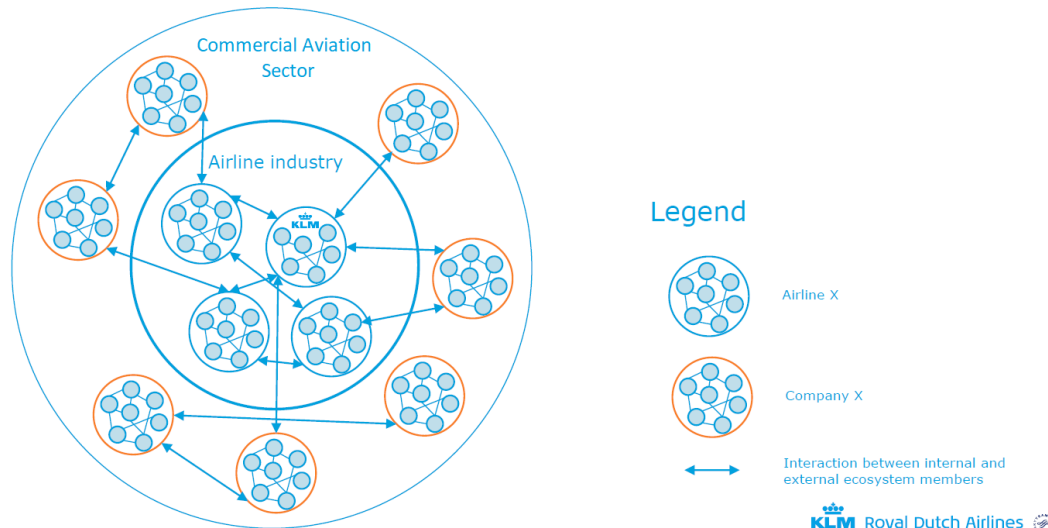 Commercial Aviation
Sector
Airline industry
KLM
Legend
Airline X
Company X
Interaction between internal and
external ecosystem members
KLM Royal Dutch Airlines